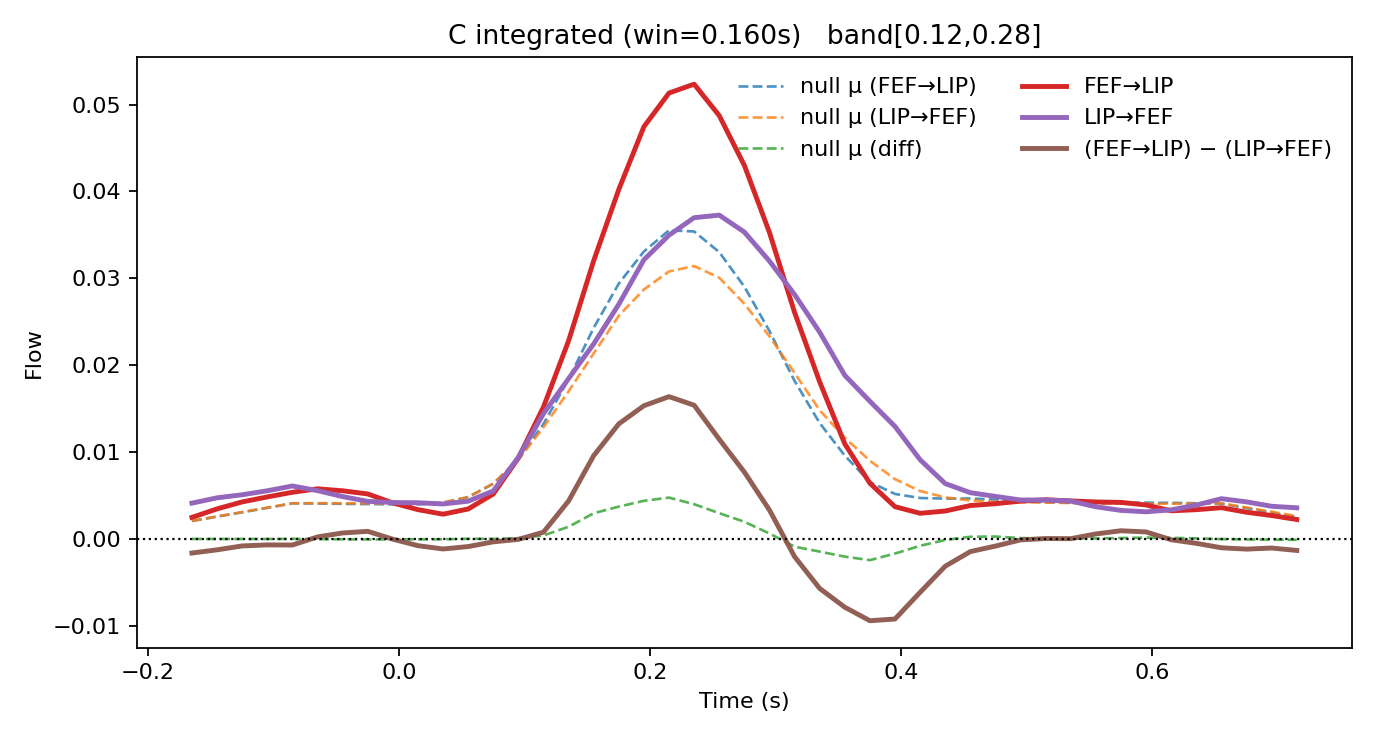 C integrated (win=0.160s)   band[0.12,0.28]
null μ (FEF→LIP)
null μ (LIP→FEF)
null μ (diff)
FEF→LIP
LIP→FEF
(FEF→LIP) − (LIP→FEF)
Flow
0.05
0.04
0.03
0.02
0.01
0.00
−0.01
−0.2
0.0
0.2
0.4
0.6
Time (s)